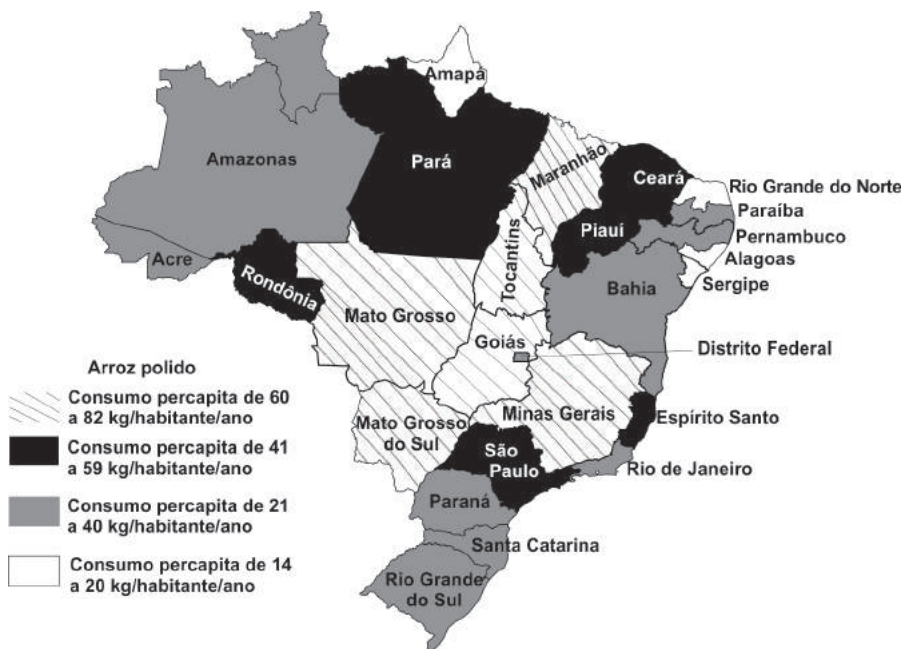 Amapá
Amazonas
Pará
Maranhão
Ceará
Rio Grande do Norte
Paraíba
Piauí
Pernambuco
Alagoas
Acre
Rondônia
Tocantins
Sergipe
Bahia
Mato Grosso
Goiás
Distrito Federal
Arroz polido
Consumo percapita de 60
a 82 kg/habitante/ano
Mato Grosso
do Sul
Minas Gerais
Espírito Santo
Consumo percapita de 41
a 59 kg/habitante/ano
São
Paulo
Rio de Janeiro
Paraná
Consumo percapita de 21
a 40 kg/habitante/ano
Santa Catarina
Consumo percapita de 14
a 20 kg/habitante/ano
Rio Grande
do Sul